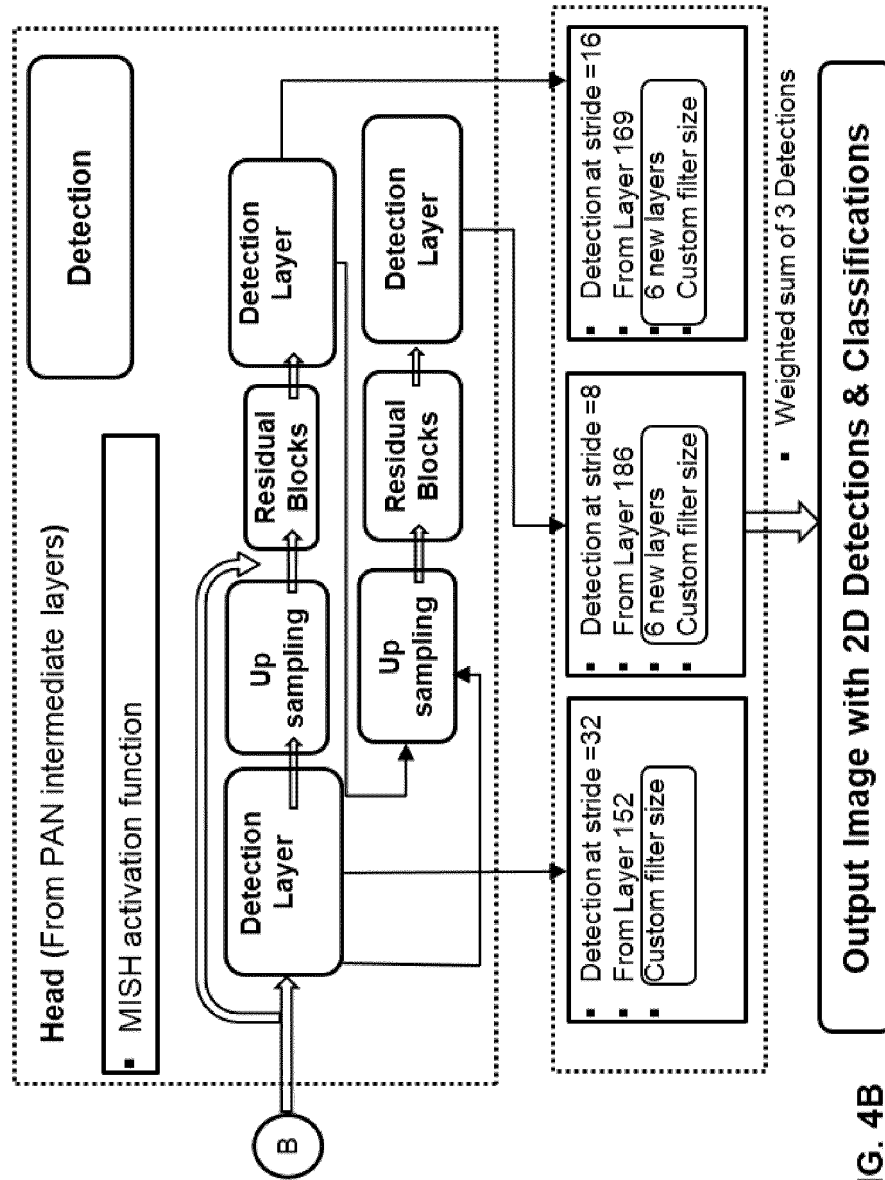 Head (From PAN intermediate layers)
Detection
▪ MISH activation function
B
Detection
Layer
Up
sampling
Residual
Blocks
Detection
Layer
Up
sampling
Residual
Blocks
Detection
Layer
▪ Detection at stride =32
▪ From Layer 152
▪ Custom filter size
▪ Detection at stride =8
▪ From Layer 186
▪ 6 new layers
▪ Custom filter size
▪ Detection at stride =16
▪ From Layer 169
▪ 6 new layers
▪ Custom filter size
▪ Weighted sum of 3 Detections
Output Image with 2D Detections & Classifications
IG. 4B